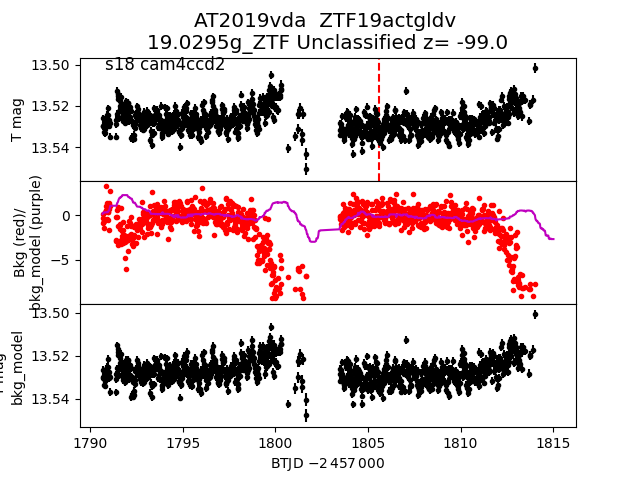 AT2019vda  ZTF19actgldv
19.0295g_ZTF Unclassified z= -99.0
s18 cam4ccd2
T mag
13.50
13.52
13.54
Bkg (red)/
bkg_model (purple)
0
−5
bkg_model
13.50
13.52
13.54
1790 1795 1800 1805 1810 1815
BTJD −2 457 000